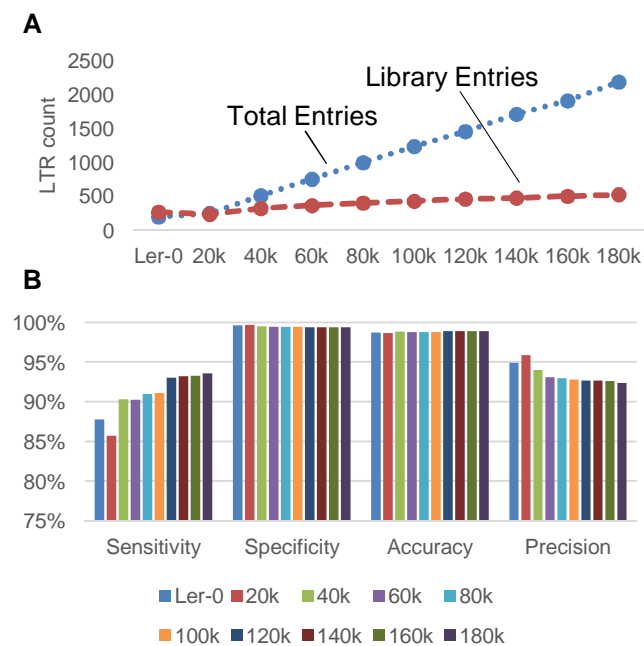 A
LTR count
2500
2000
1500
1000
500
0
Library Entries
Total Entries
Ler-0 20k 40k 60k 80k 100k 120k 140k 160k 180k
B
100%
95%
90%
85%
80%
75%
Sensitivity Specificity Accuracy Precision
Ler-0 20k 40k 60k 80k
100k 120k 140k 160k 180k